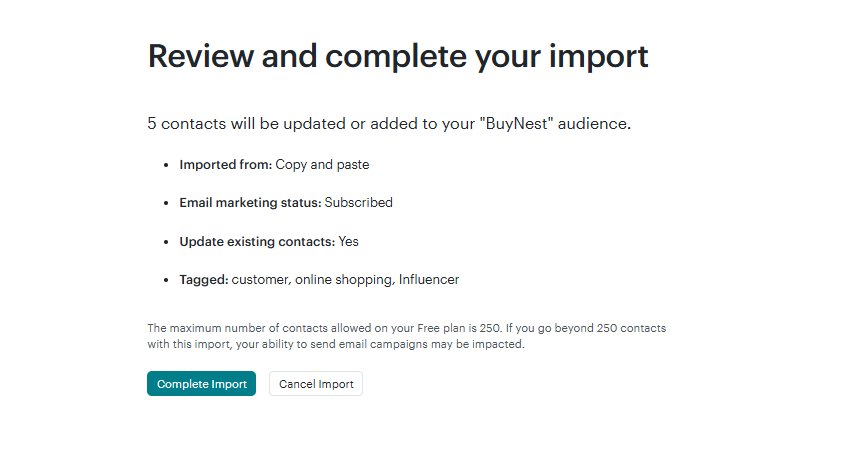 Review and complete your import
5 contacts will be updated or added to your "BuyNest" audience.
• Imported from: Copy and paste
• Email marketing status: Subscribed
• Update existing contacts: Yes
• Tagged: customer, online shopping, Influencer
The maximum number of contacts allowed on your Free plan is 250. If you go beyond 250 contacts
with this import, your ability to send email campaigns may be impacted.
Complete Import
Cancel Import